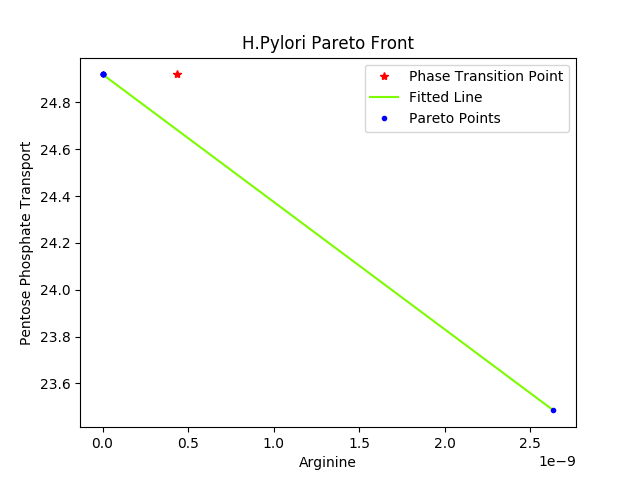 H.Pylori Pareto Front
Phase Transition Point
Fitted Line
Pareto Points
Pentose Phosphate Transport
24.8
24.6
24.4
24.2
24.0
23.8
23.6
0.0 0.5 1.0 1.5 2.0 2.5
1e−9
Arginine